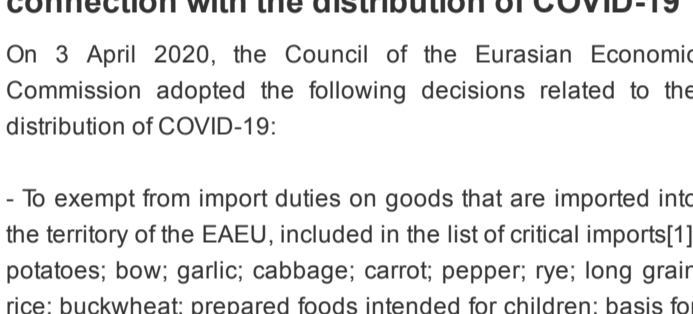 connection with the distribution of COVID-19
On 3 April 2020, the Council of the Eurasian Economic
Commission adopted the following decisions related to the
distribution of COVID-19:
- To exempt from import duties on goods that are imported into
the territory of the EAEU, included in the list of critical imports[1]
potatoes; bow; garlic; cabbage; carrot; pepper; rye; long grain
rice; buckwheat; prepared foods intended for children; basis for